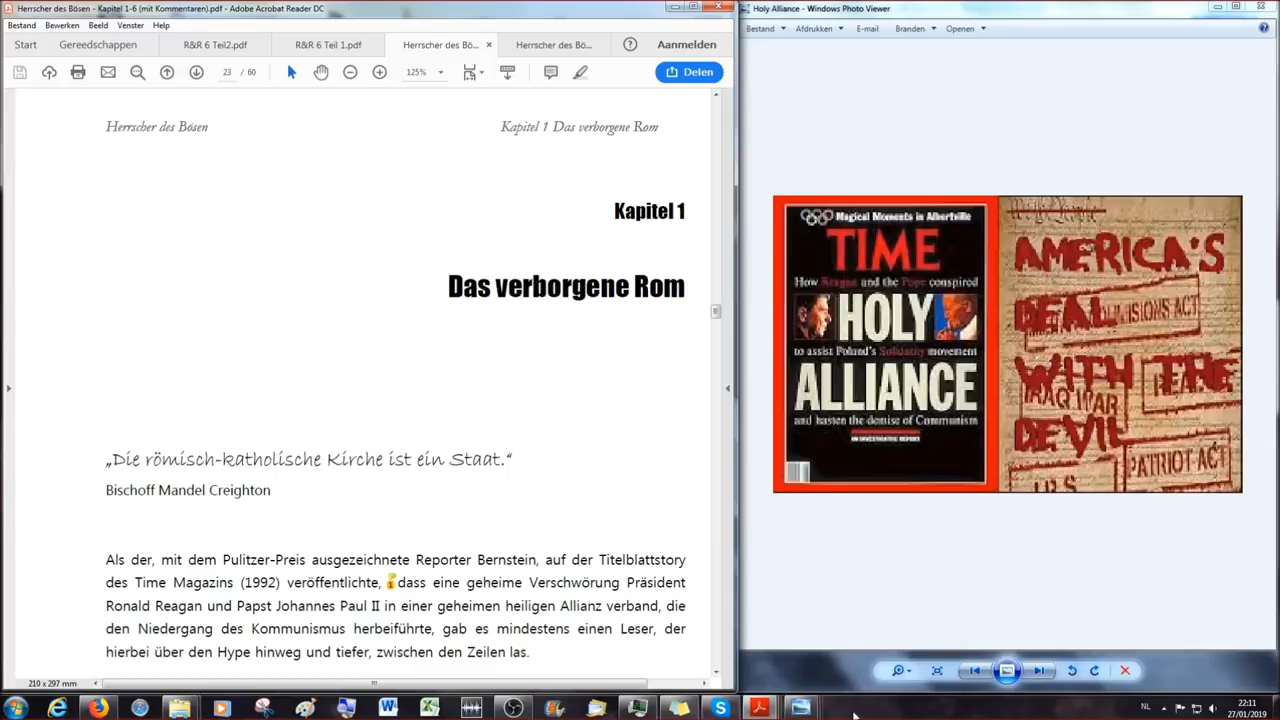 Herrscher des Bösen - Kapitel 1-6 (mit Kommentaren).pdf - Adobe Acrobat Reader DC
Bestand Bewerken Beeld Venster Help
Start Gereedschappen R&R 6 Teil2.pdf R&R 6 Teil 1.pdf Herrscher des Bö... × Herrscher des Bö... Aanmelden
23 / 60 125% Delen
Herrscher des Bösen Kapitel 1 Das verborgene Rom
Kapitel 1
Das verborgene Rom
„Die römisch-katholische Kirche ist ein Staat.“
Bischoff Mandel Creighton
Als der, mit dem Pulitzer-Preis ausgezeichnete Reporter Bernstein, auf der Titelblattstory
des Time Magazins (1992) veröffentlichte, dass eine geheime Verschwörung Präsident
Ronald Reagan und Papst Johannes Paul II in einer geheimen heiligen Allianz verband, die
den Niedergang des Kommunismus herbeiführte, gab es mindestens einen Leser, der
hierbei über den Hype hinweg und tiefer, zwischen den Zeilen las.
210 x 297 mm
Holy Alliance - Windows Photo Viewer
Bestand Afdrukken E-mail Branden Openen
Magical Moments in Albertville
TIME
How Reagan and the Pope conspired
HOLY
to assist Poland's Solidarity movement
ALLIANCE
and hasten the demise of Communism
AN INVESTIGATIVE REPORT
We the People
AMERICA'S
DEAL
WITH THE
IRAQ WAR
DEVIL
PATRIOT ACT
I.R.S
NL 22:11
27/01/2019